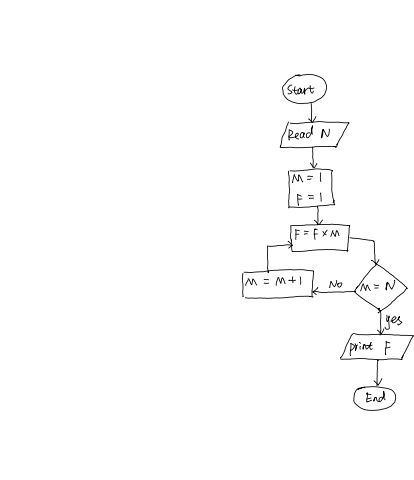 Start
Read N
M = 1
F = 1
F = F × M
M = M + 1
No
M = N
yes
print F
End